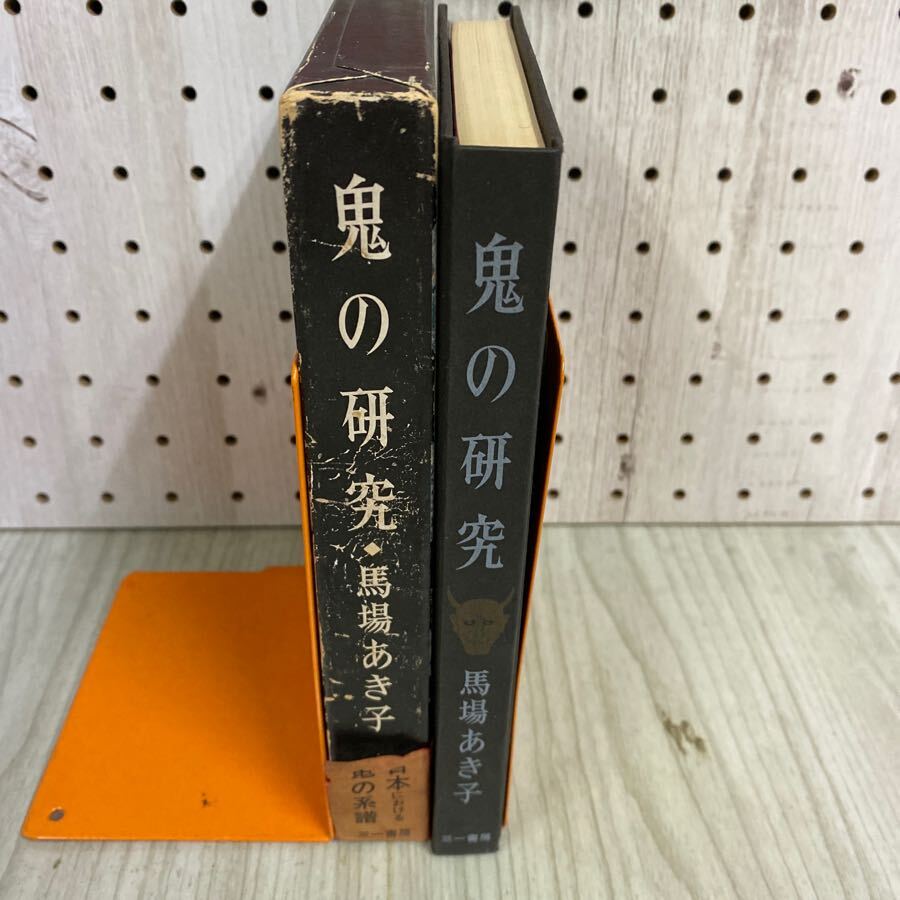 鬼の研究・馬場あき子
日本における
鬼の系譜
三一書房
鬼の研究
馬場あき子
三一書房